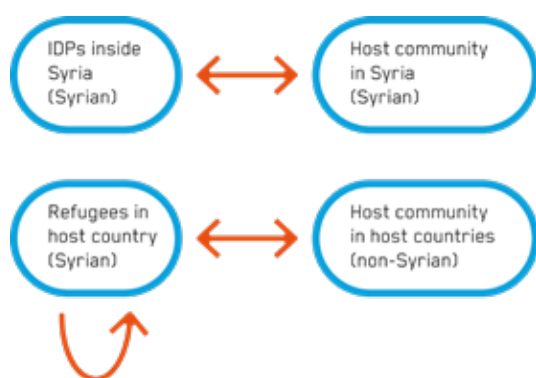 IDPs inside
Syria
(Syrian)
Host community
in Syria
(Syrian)
Refugees in
host country
(Syrian)
Host community
in host countries
(non-Syrian)